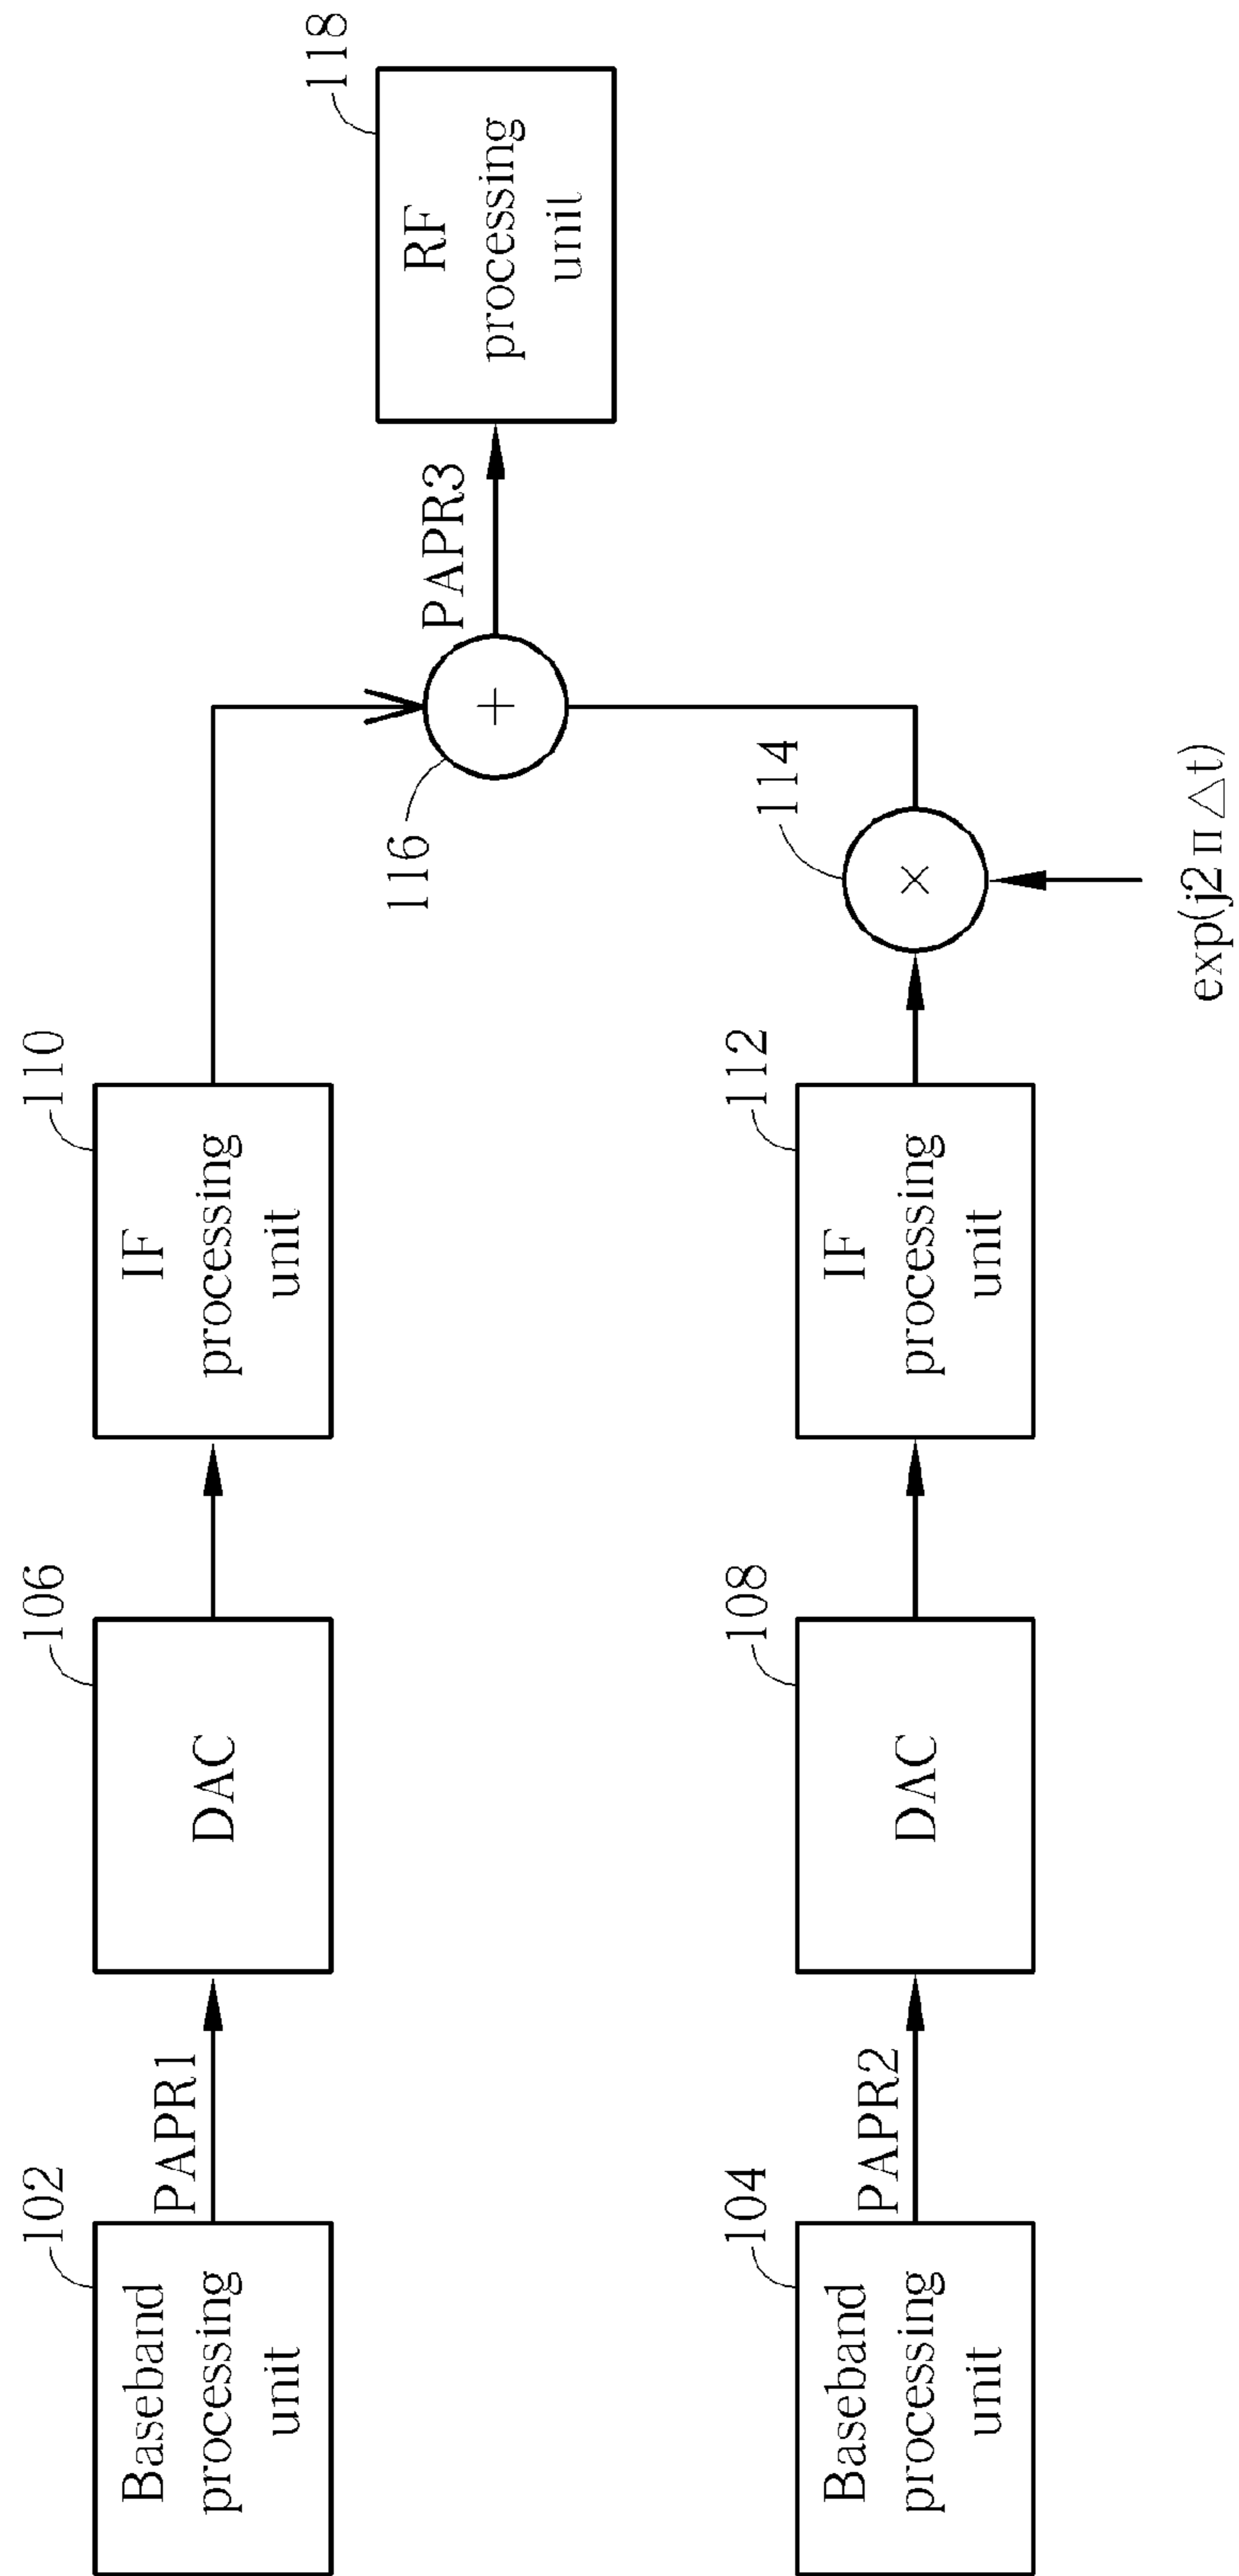 102
Baseband
processing
unit
PAPR1
106
DAC
110
IF
processing
unit
116
+
PAPR3
118
RF
processing
unit
104
Baseband
processing
unit
PAPR2
108
DAC
112
IF
processing
unit
114
×
exp(j2π△t)